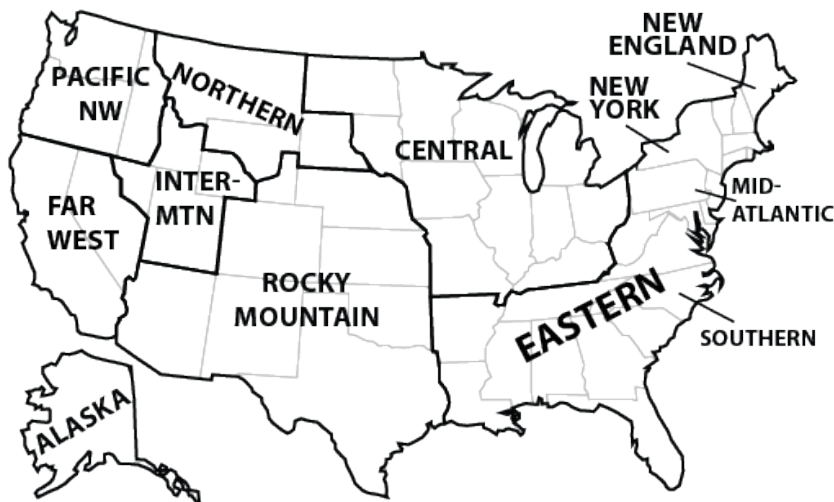 NEW
ENGLAND
PACIFIC
NW
NORTHERN
NEW
YORK
CENTRAL
INTER-
MTN
MID-
ATLANTIC
FAR
WEST
ROCKY
MOUNTAIN
EASTERN
SOUTHERN
ALASKA